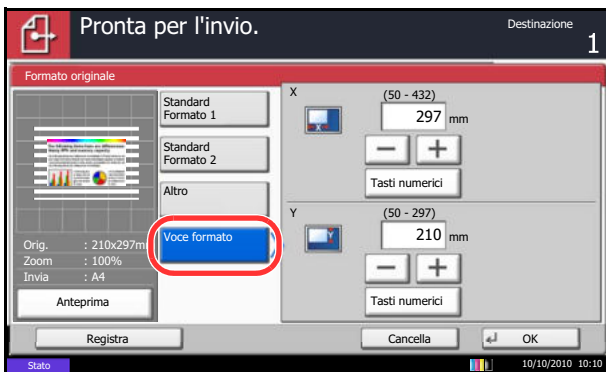 Pronta per l'invio.
Destinazione
1
Formato originale
Standard
Formato 1
Standard
Formato 2
Altro
Voce formato
Orig. : 210x297m
Zoom : 100%
Invia : A4
Anteprima
X
(50 - 432)
297 mm
Tasti numerici
Y
(50 - 297)
210 mm
Tasti numerici
Registra
Cancella
OK
Stato
10/10/2010 10:10